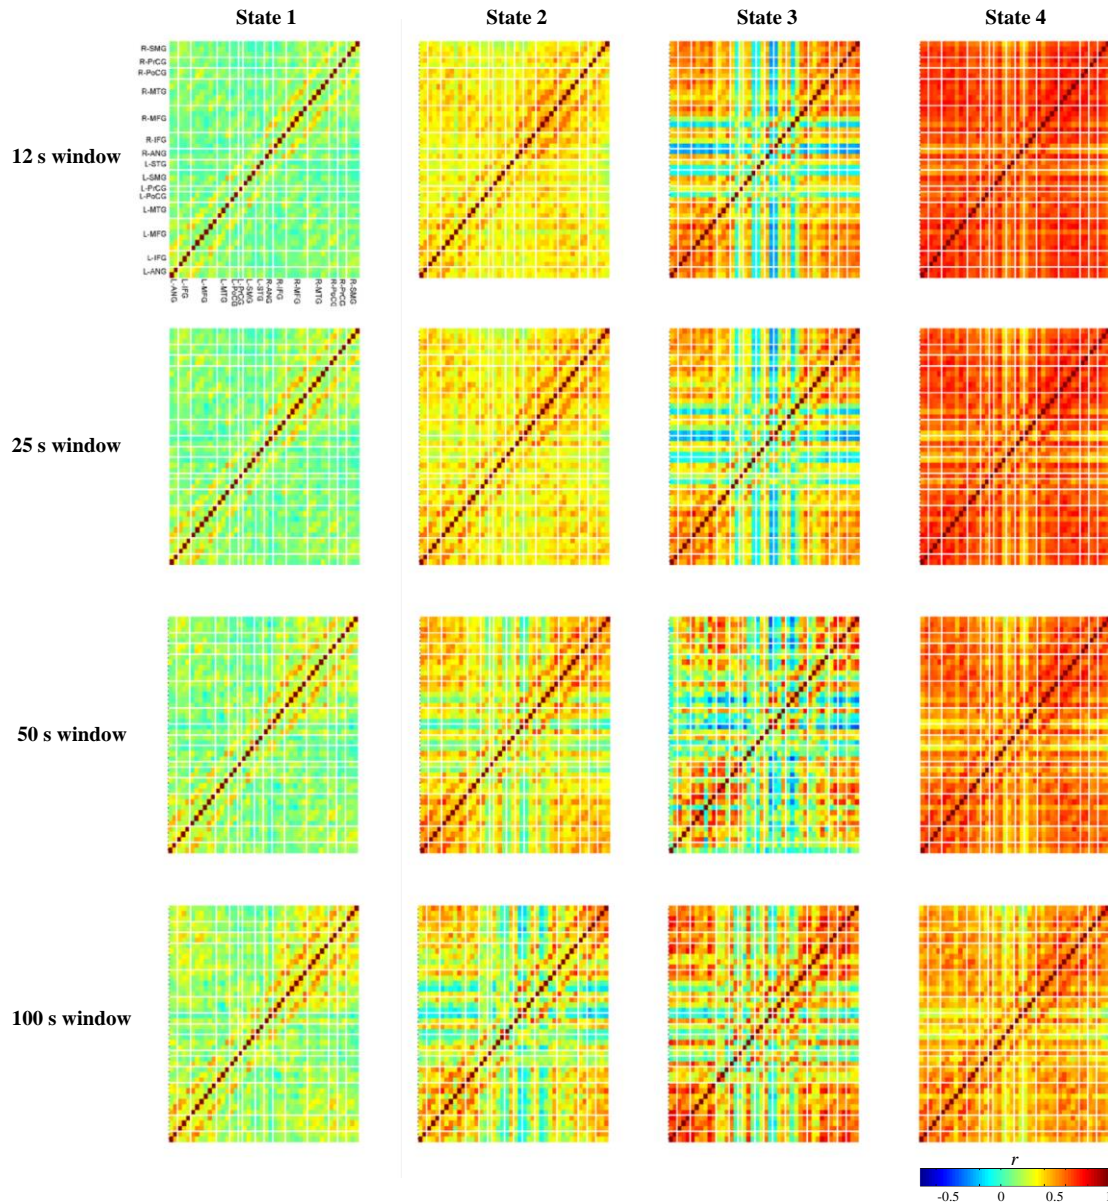 State 1 State 2 State 3 State 4
12 s window
R-SMG
R-PrCG
R-PoCG
R-MTG
R-MFG
R-IFG
R-ANG
L-STG
L-SMG
L-PrCG
L-PoCG
L-MTG
L-MFG
L-IFG
L-ANG
L-ANG
L-IFG
L-MFG
L-MTG
L-PoCG
L-PrCG
L-SMG
L-STG
R-ANG
R-IFG
R-MFG
R-MTG
R-PoCG
R-PrCG
R-SMG
25 s window
50 s window
100 s window
r
-0.5 0 0.5